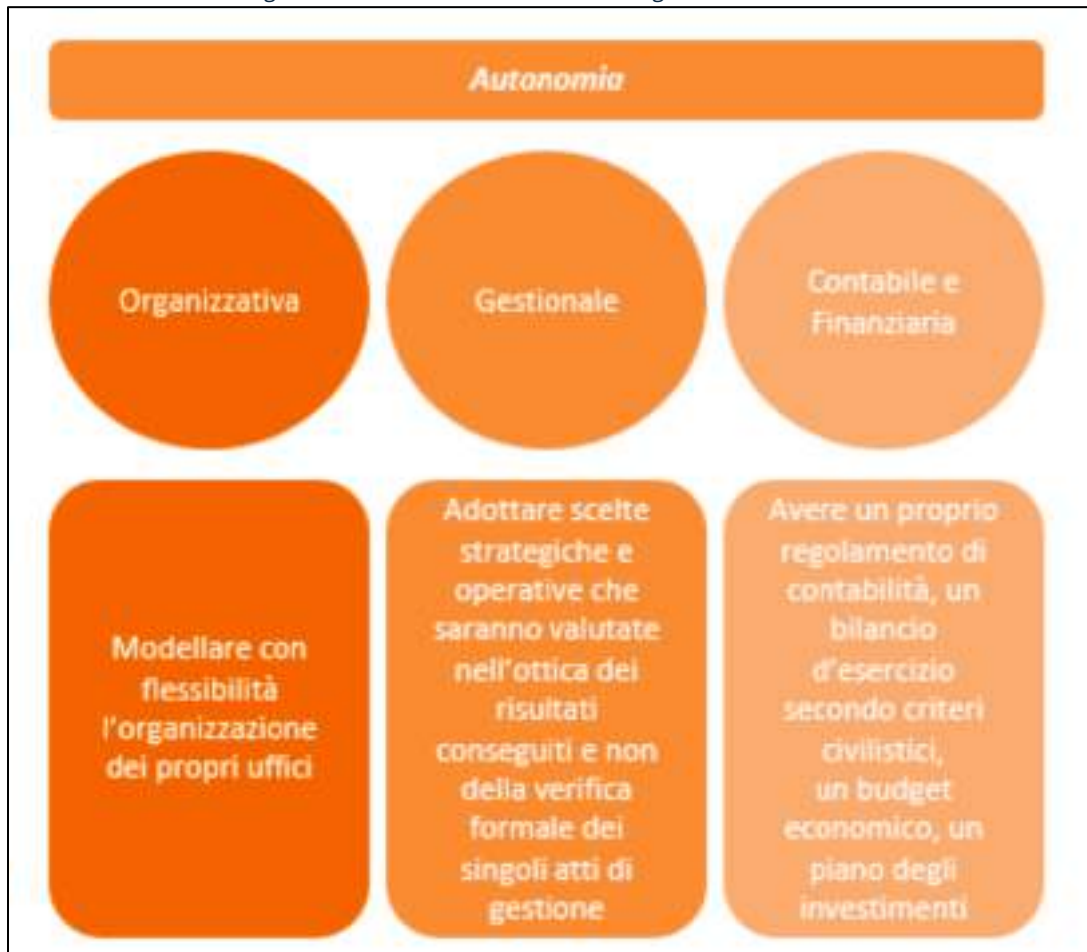 Autonomia
Organizzativa
Gestionale
Contabile e
Finanziaria
Modellare con
flessibilità
l'organizzazione
dei propri uffici
Adottare scelte
strategiche e
operative che
saranno valutate
nell'ottica dei
risultati
conseguiti e non
della verifica
formale dei
singoli atti di
gestione
Avere un proprio
regolamento di
contabilità, un
bilancio
d'esercizio
secondo criteri
civilistici,
un budget
economico, un
piano degli
investimenti